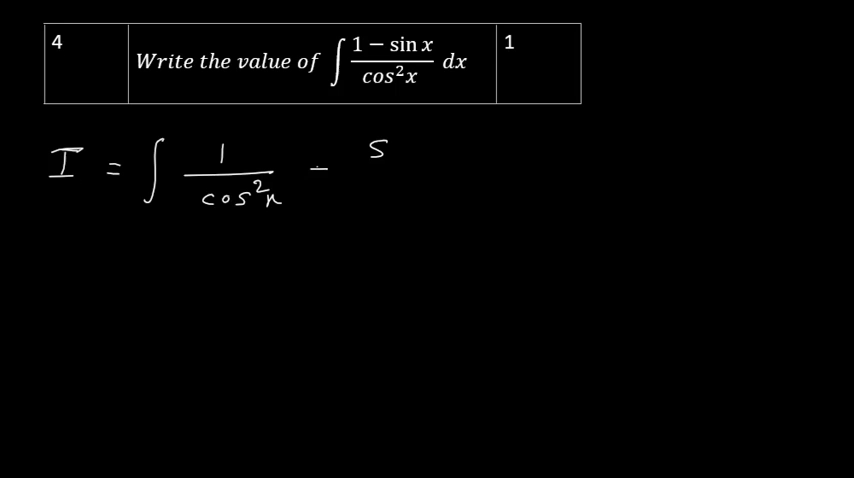 4 Write the value of ∫ (1 − sin x)/(cos²x) dx 1
I = ∫ 1/(cos²x) − S